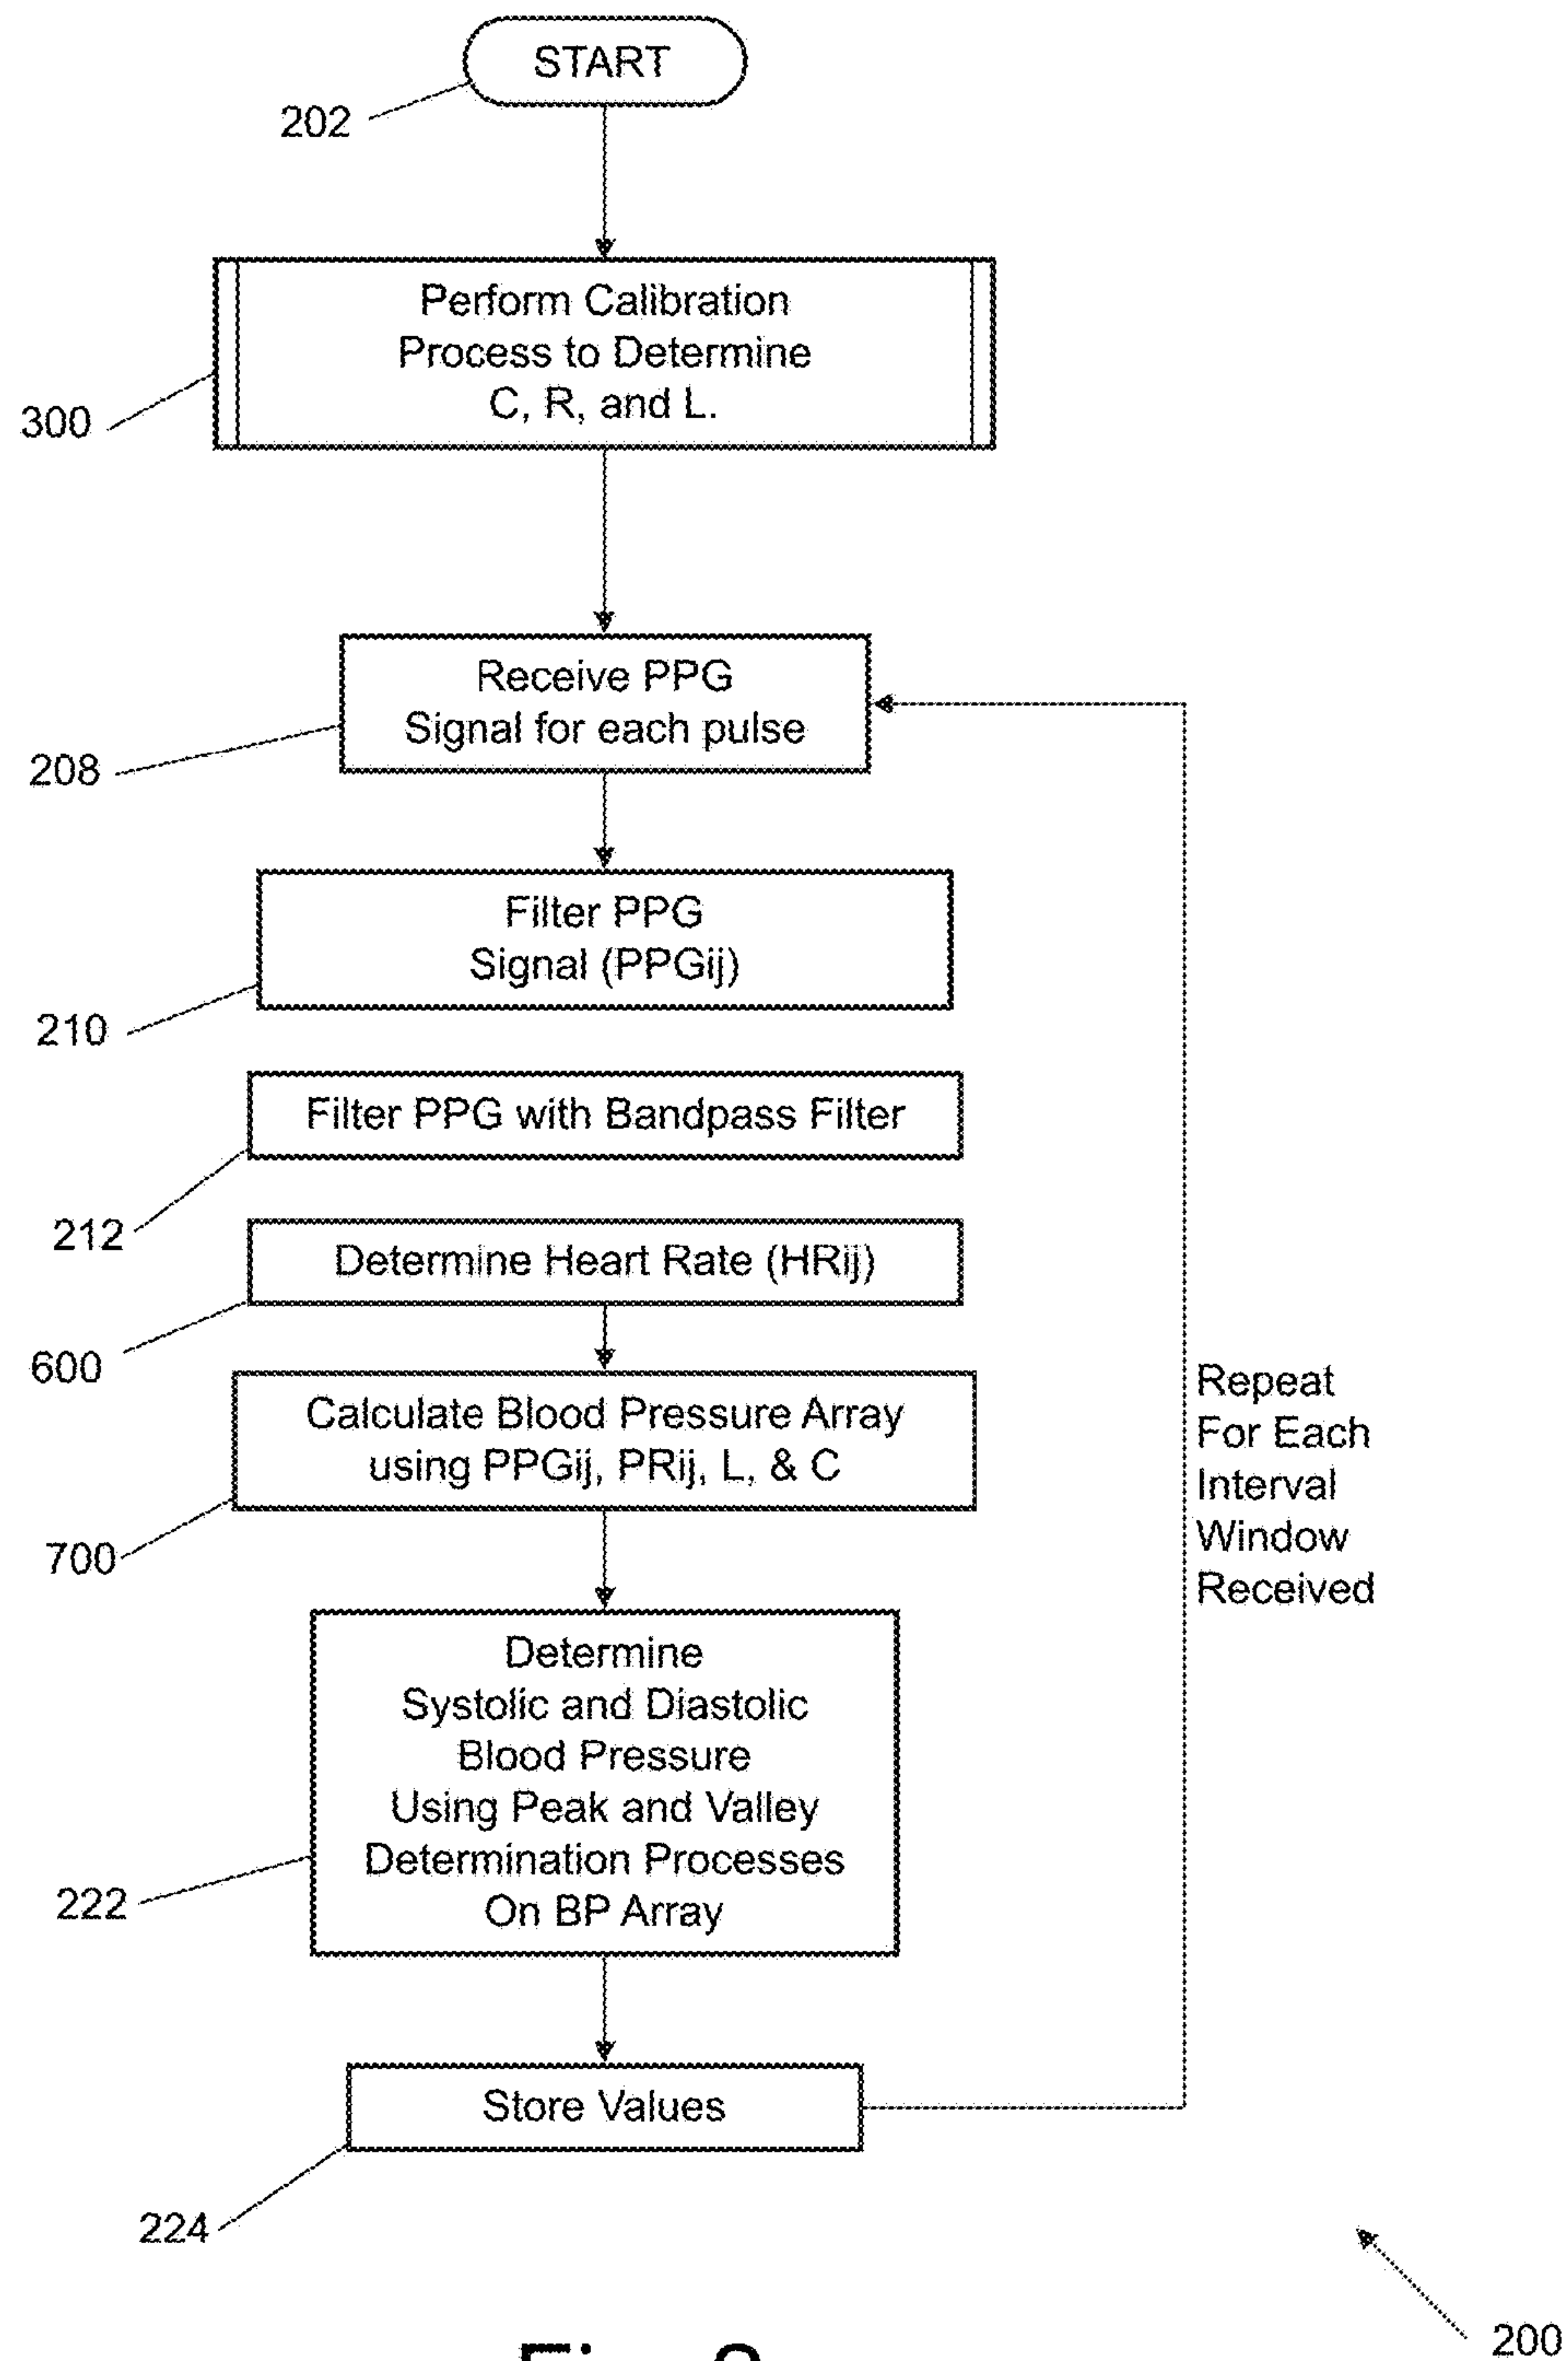 START
202
Perform Calibration
Process to Determine
C, R, and L.
300
Receive PPG
Signal for each pulse
208
Filter PPG
Signal (PPGij)
210
Filter PPG with Bandpass Filter
212
Determine Heart Rate (HRij)
600
Calculate Blood Pressure Array
using PPGij, PRij, L, & C
700
Repeat
For Each
Interval
Window
Received
Determine
Systolic and Diastolic
Blood Pressure
Using Peak and Valley
Determination Processes
On BP Array
222
Store Values
224
200